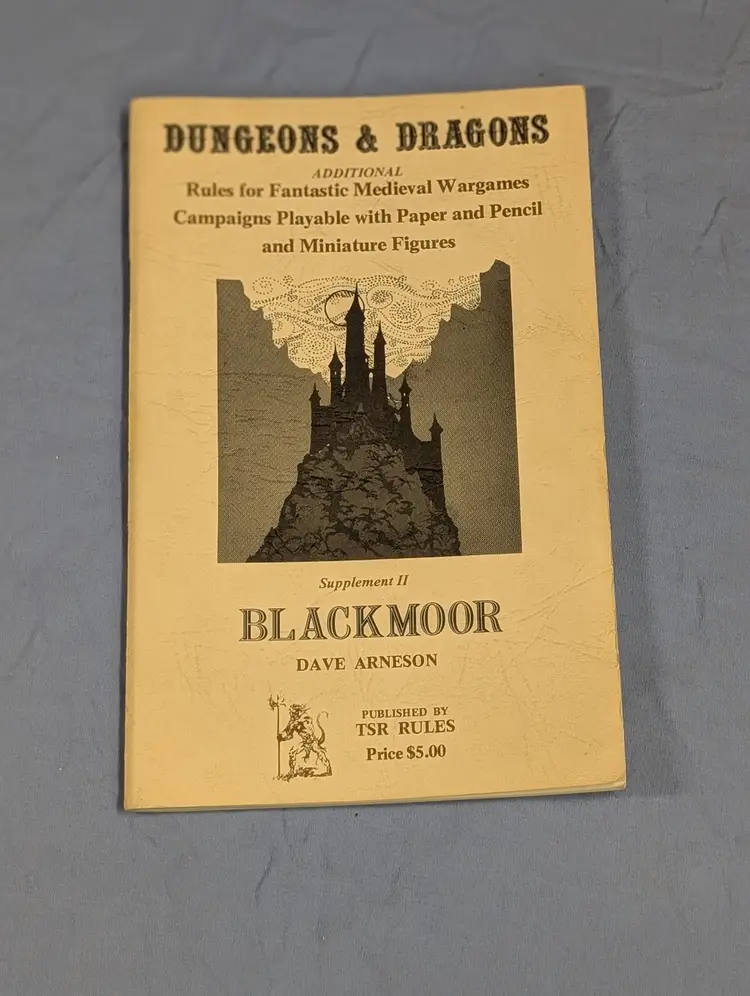 DUNGEONS & DRAGONS
ADDITIONAL
Rules for Fantastic Medieval Wargames
Campaigns Playable with Paper and Pencil
and Miniature Figures
Supplement II
BLACKMOOR
DAVE ARNESON
PUBLISHED BY
TSR RULES
Price $5.00